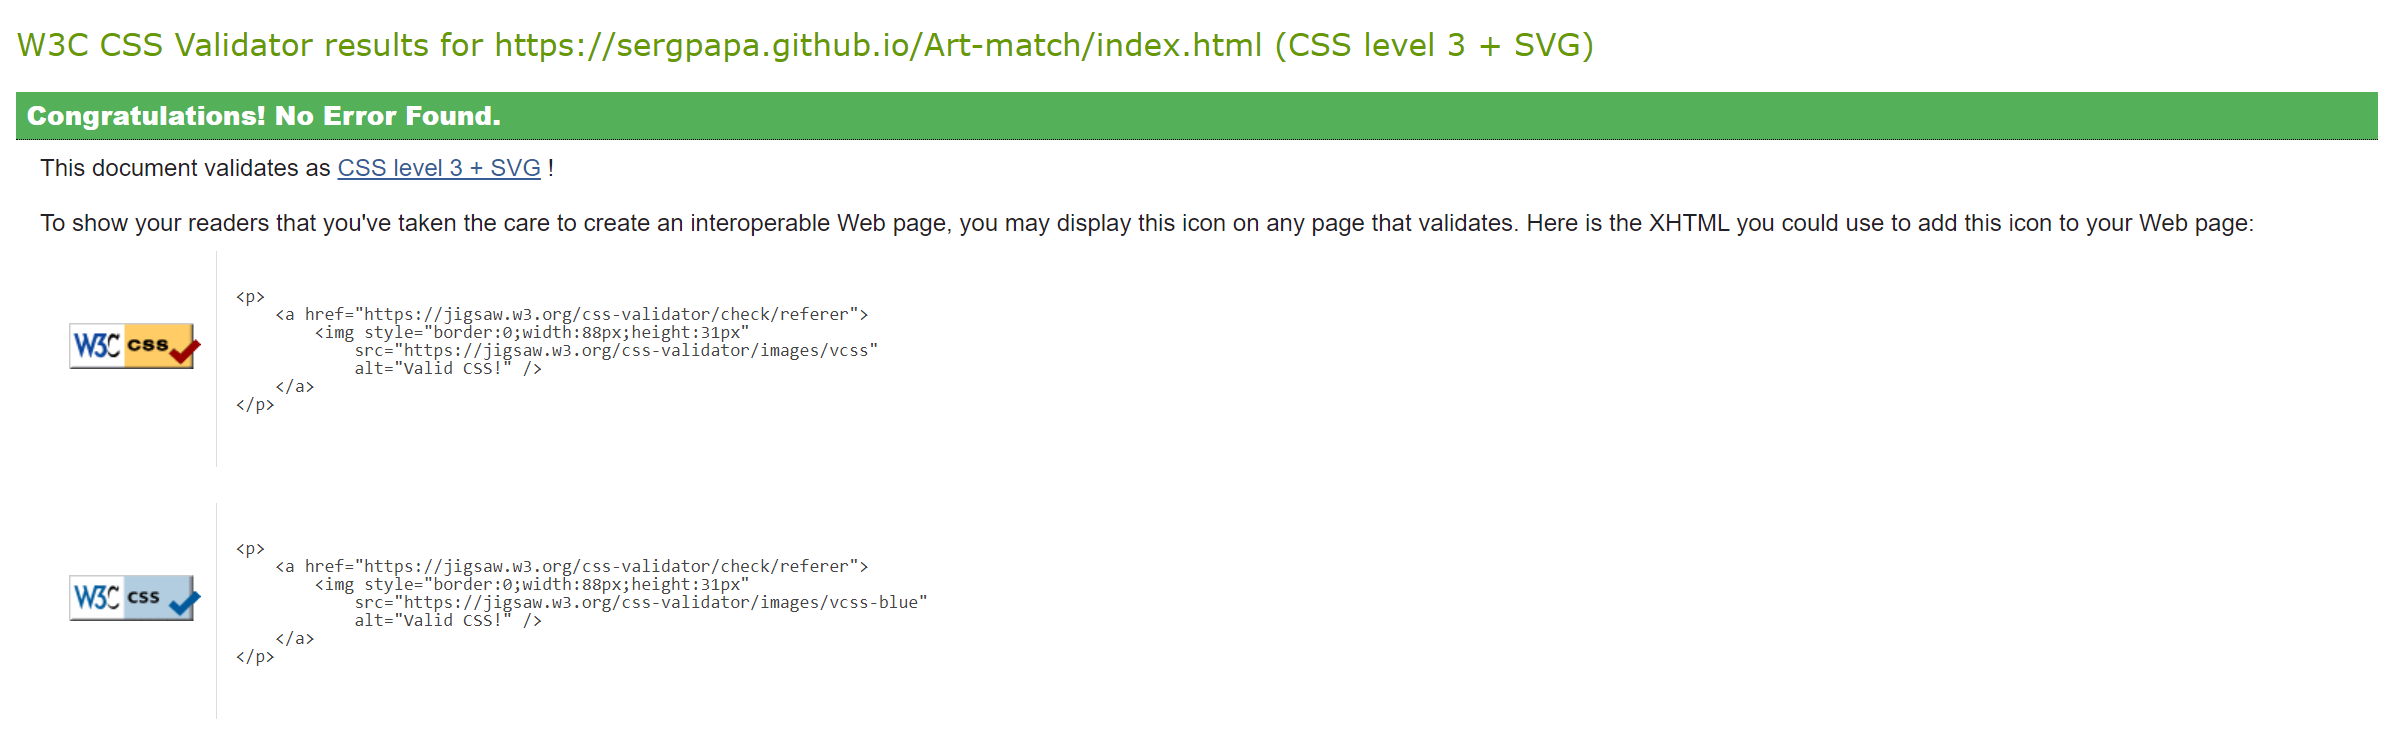 W3C CSS Validator results for https://sergpapa.github.io/Art-match/index.html (CSS level 3 + SVG)
Congratulations! No Error Found.
This document validates as CSS level 3 + SVG !
To show your readers that you've taken the care to create an interoperable Web page, you may display this icon on any page that validates. Here is the XHTML you could use to add this icon to your Web page:
W3C css
<p>
    <a href="https://jigsaw.w3.org/css-validator/check/referer">
        <img style="border:0;width:88px;height:31px"
            src="https://jigsaw.w3.org/css-validator/images/vcss"
            alt="Valid CSS!" />
    </a>
</p>
W3C css
<p>
    <a href="https://jigsaw.w3.org/css-validator/check/referer">
        <img style="border:0;width:88px;height:31px"
            src="https://jigsaw.w3.org/css-validator/images/vcss-blue"
            alt="Valid CSS!" />
    </a>
</p>